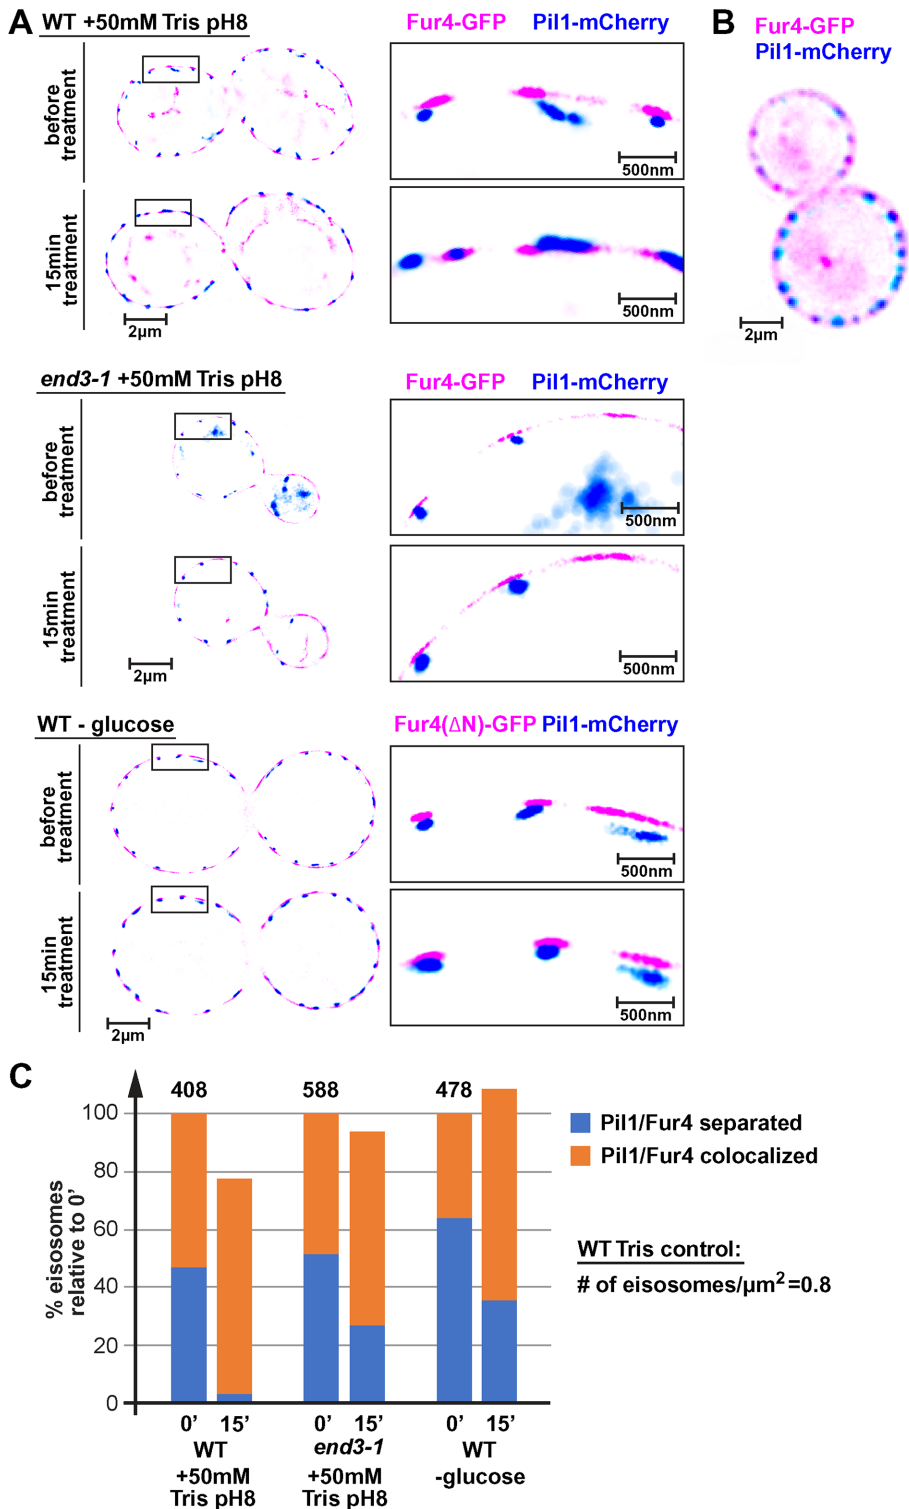 A
WT +50mM Tris pH8
Fur4-GFP Pil1-mCherry
before
treatment
500nm
15min
treatment
500nm
2µm
B
Fur4-GFP
Pil1-mCherry
2µm
end3-1 +50mM Tris pH8
Fur4-GFP Pil1-mCherry
before
treatment
500nm
15min
treatment
500nm
2µm
WT - glucose
Fur4(ΔN)-GFP Pil1-mCherry
before
treatment
500nm
15min
treatment
500nm
2µm
C
% eisosomes
relative to 0’
408 588 478
100
80
60
40
20
0
0’ 15’ 0’ 15’ 0’ 15’
WT end3-1 WT
+50mM +50mM -glucose
Tris pH8 Tris pH8
Pil1/Fur4 separated
Pil1/Fur4 colocalized
WT Tris control:
# of eisosomes/µm²=0.8